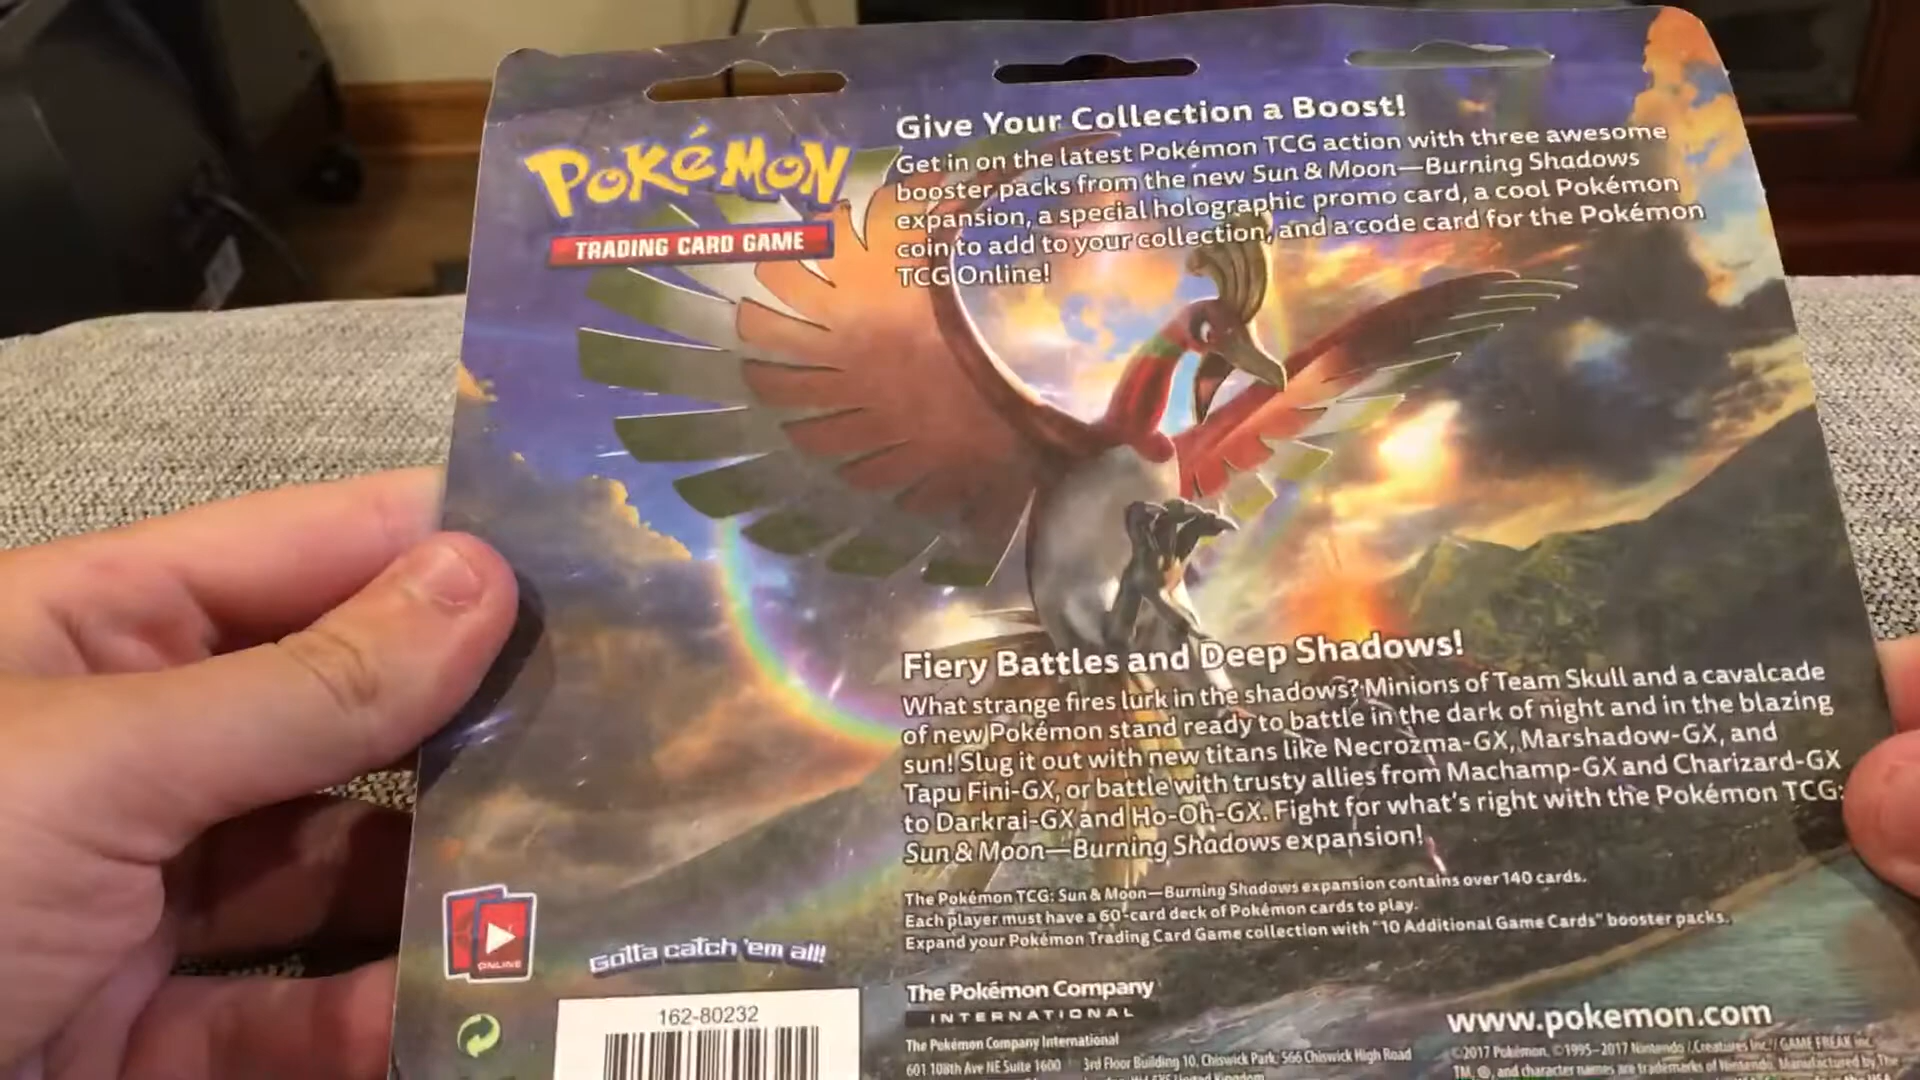 Give Your Collection a Boost!
Get in on the latest Pokémon TCG action with three awesome
booster packs from the new Sun & Moon—Burning Shadows
expansion, a special holographic promo card, a cool Pokémon
coin to add to your collection, and a code card for the Pokémon
TCG Online!
POKéMON
TRADING CARD GAME
Fiery Battles and Deep Shadows!
What strange fires lurk in the shadows? Minions of Team Skull and a cavalcade
of new Pokémon stand ready to battle in the dark of night and in the blazing
sun! Slug it out with new titans like Necrozma-GX, Marshadow-GX, and
Tapu Fini-GX, or battle with trusty allies from Machamp-GX and Charizard-GX
to Darkrai-GX and Ho-Oh-GX. Fight for what's right with the Pokémon TCG:
Sun & Moon—Burning Shadows expansion!
The Pokémon TCG: Sun & Moon—Burning Shadows expansion contains over 140 cards.
Each player must have a 60-card deck of Pokémon cards to play.
Expand your Pokémon Trading Card Game collection with "10 Additional Game Cards" booster packs.
ONLINE
Gotta catch 'em all!
162-80232
The Pokémon Company
INTERNATIONAL
The Pokémon Company International
601 108th Ave NE Suite 1600
3rd Floor Building 10, Chiswick Park, 566 Chiswick High Road
www.pokemon.com
©2017 Pokémon. ©1995–2017 Nintendo / Creatures Inc. / GAME FREAK inc.
TM, ®, and character names are trademarks of Nintendo. Manufactured by The